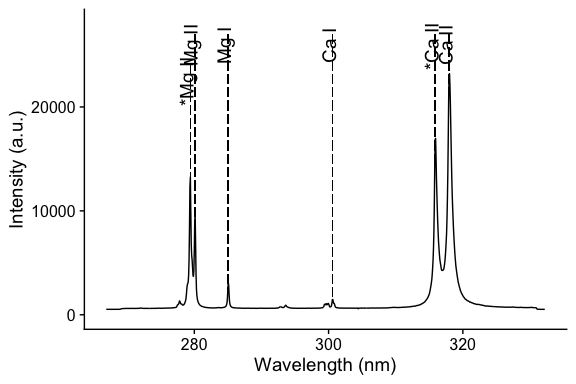 *Mg II
Mg II
Mg I
Ca I
*Ca II
Ca II
20000
10000
0
Intensity (a.u.)
280
300
320
Wavelength (nm)